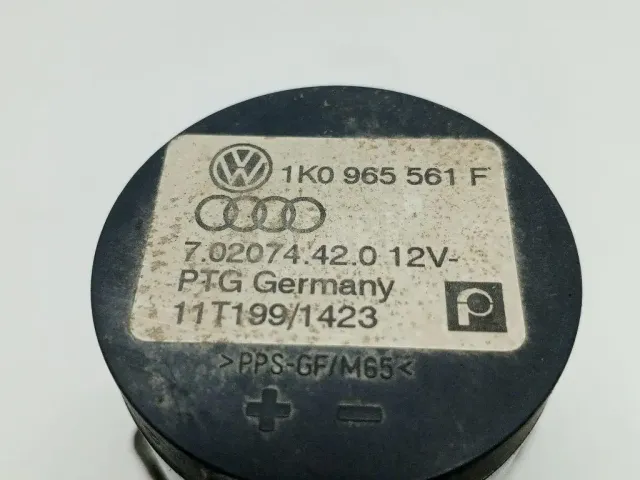 1K0 965 561 F
7.02074.42.0 12V-
PTG Germany
11T199/1423
>PPS-GF/M65<
+ -